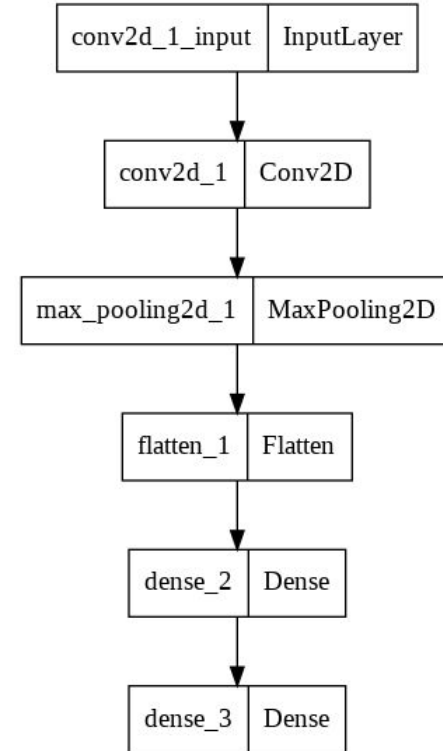 conv2d_1_input InputLayer
conv2d_1 Conv2D
max_pooling2d_1 MaxPooling2D
flatten_1 Flatten
dense_2 Dense
dense_3 Dense